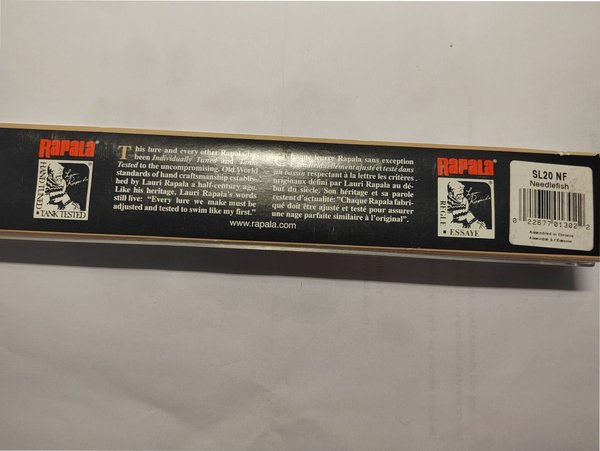 RAPALA
HAND TUNED
TANK TESTED
This lure and every other Rapala has
been Individually Tuned and Tank
Tested to the uncompromising, Old World
standards of hand craftsmanship establis-
hed by Lauri Rapala a half-century ago.
Like his heritage, Lauri Rapala's words
still live: "Every lure we make must be
adjusted and tested to swim like my first."
leurre Rapala sans exception
individuellement ajusté et testé dans
un bassin respectant à la lettre les critères
originaux défini par Lauri Rapala au dé-
but du siècle. Son héritage et sa parole
restent d'actualité: "Chaque Rapala fabri-
qué doit être ajusté et testé pour assurer
une nage parfaite similaire à l'original".
www.rapala.com
RAPALA
REGLE
ESSAYE
SL20 NF
Needlefish
0 22677 01302 2
Assembled in Estonia
Assemblé à l'Estonie